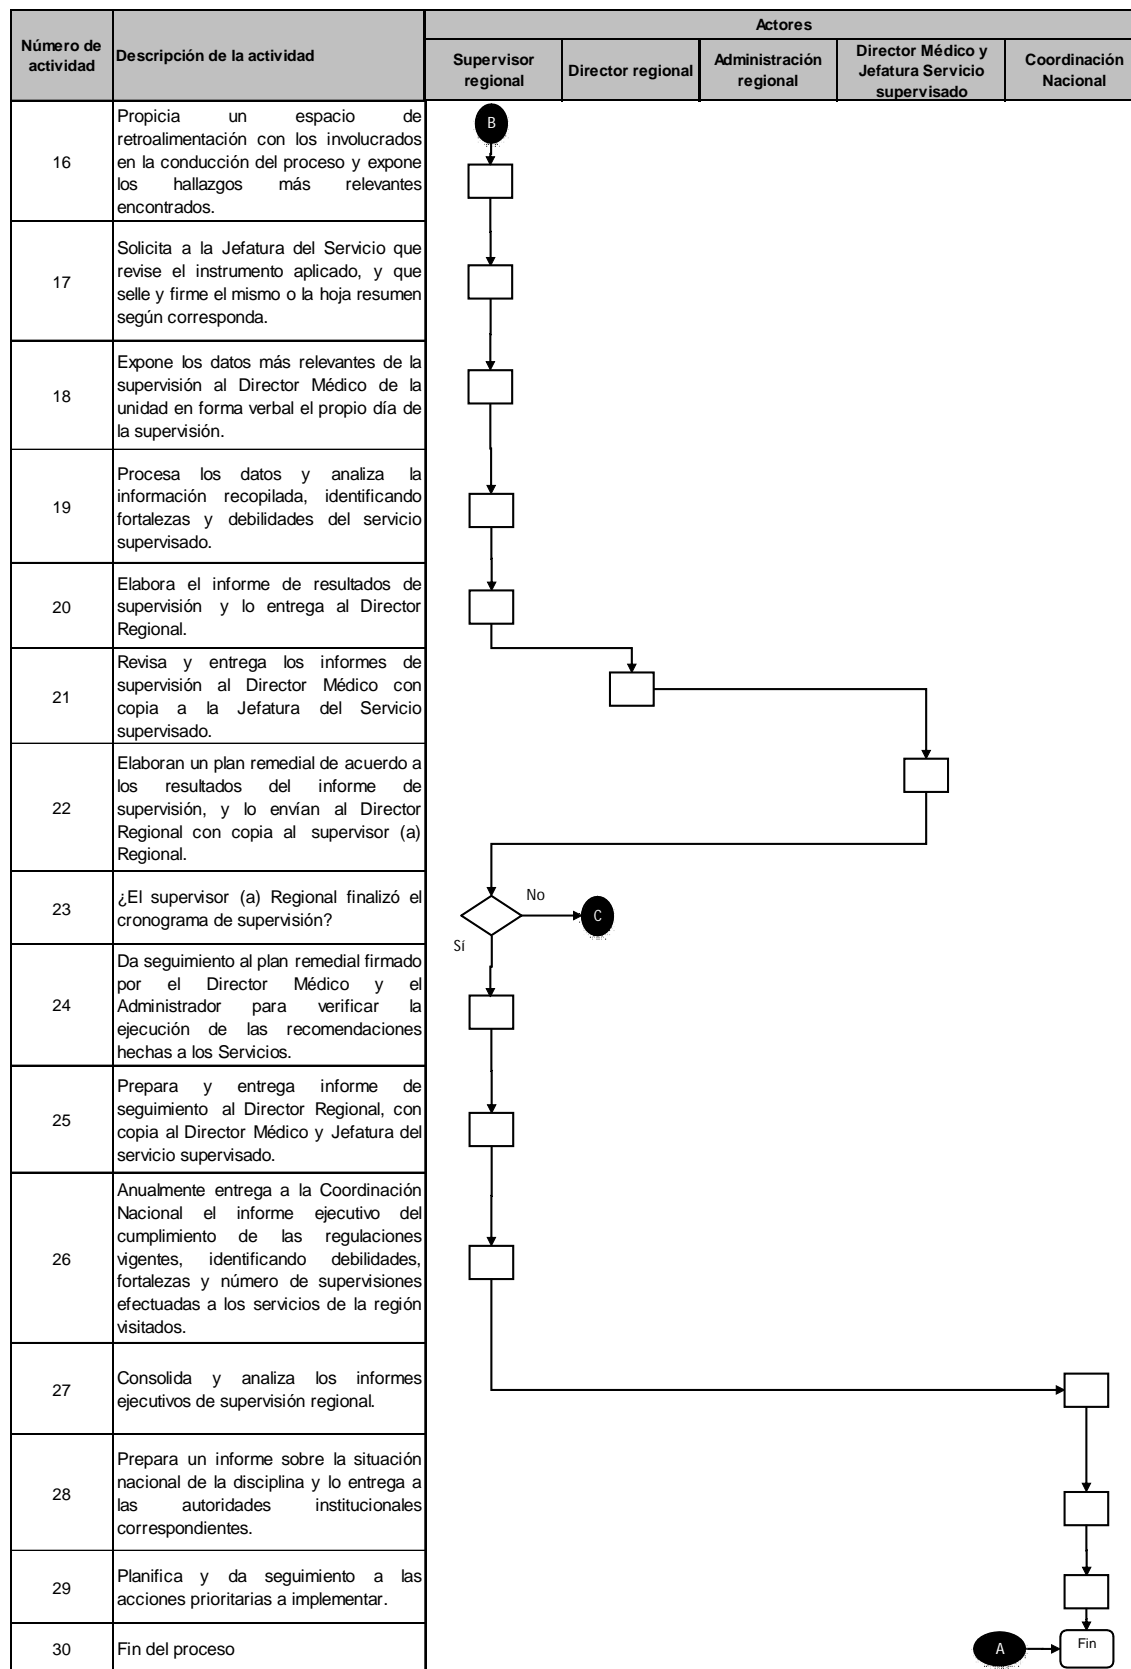 Número de
actividad
Descripción de la actividad
Actores
Supervisor
regional
Director regional
Administración
regional
Director Médico y
Jefatura Servicio
supervisado
Coordinación
Nacional
16
Propicia un espacio de
retroalimentación con los involucrados
en la conducción del proceso y expone
los hallazgos más relevantes
encontrados.
B
17
Solicita a la Jefatura del Servicio que
revise el instrumento aplicado, y que
selle y firme el mismo o la hoja resumen
según corresponda.
18
Expone los datos más relevantes de la
supervisión al Director Médico de la
unidad en forma verbal el propio día de
la supervisión.
19
Procesa los datos y analiza la
información recopilada, identificando
fortalezas y debilidades del servicio
supervisado.
20
Elabora el informe de resultados de
supervisión y lo entrega al Director
Regional.
21
Revisa y entrega los informes de
supervisión al Director Médico con
copia a la Jefatura del Servicio
supervisado.
22
Elaboran un plan remedial de acuerdo a
los resultados del informe de
supervisión, y lo envían al Director
Regional con copia al supervisor (a)
Regional.
23
¿El supervisor (a) Regional finalizó el
cronograma de supervisión?
No
C
Sí
24
Da seguimiento al plan remedial firmado
por el Director Médico y el
Administrador para verificar la
ejecución de las recomendaciones
hechas a los Servicios.
25
Prepara y entrega informe de
seguimiento al Director Regional, con
copia al Director Médico y Jefatura del
servicio supervisado.
26
Anualmente entrega a la Coordinación
Nacional el informe ejecutivo del
cumplimiento de las regulaciones
vigentes, identificando debilidades,
fortalezas y número de supervisiones
efectuadas a los servicios de la región
visitados.
27
Consolida y analiza los informes
ejecutivos de supervisión regional.
28
Prepara un informe sobre la situación
nacional de la disciplina y lo entrega a
las autoridades institucionales
correspondientes.
29
Planifica y da seguimiento a las
acciones prioritarias a implementar.
30
Fin del proceso
A
Fin